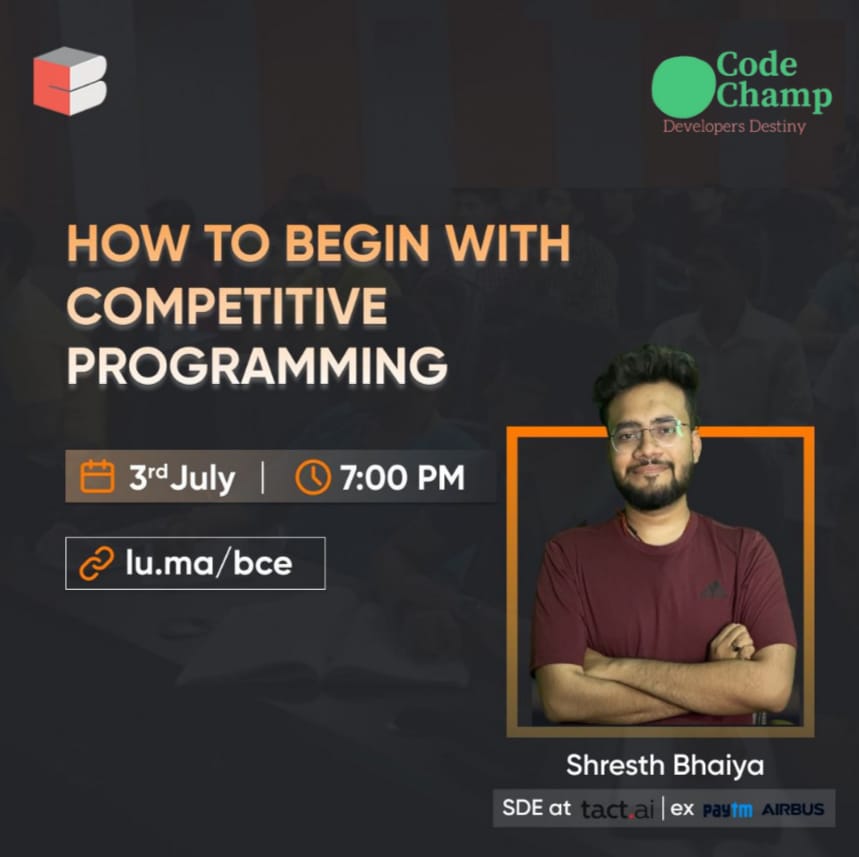 Code
Champ
Developers Destiny
HOW TO BEGIN WITH
COMPETITIVE
PROGRAMMING
3rd July | 7:00 PM
lu.ma/bce
Shresth Bhaiya
SDE at tact.ai | ex paytm AIRBUS